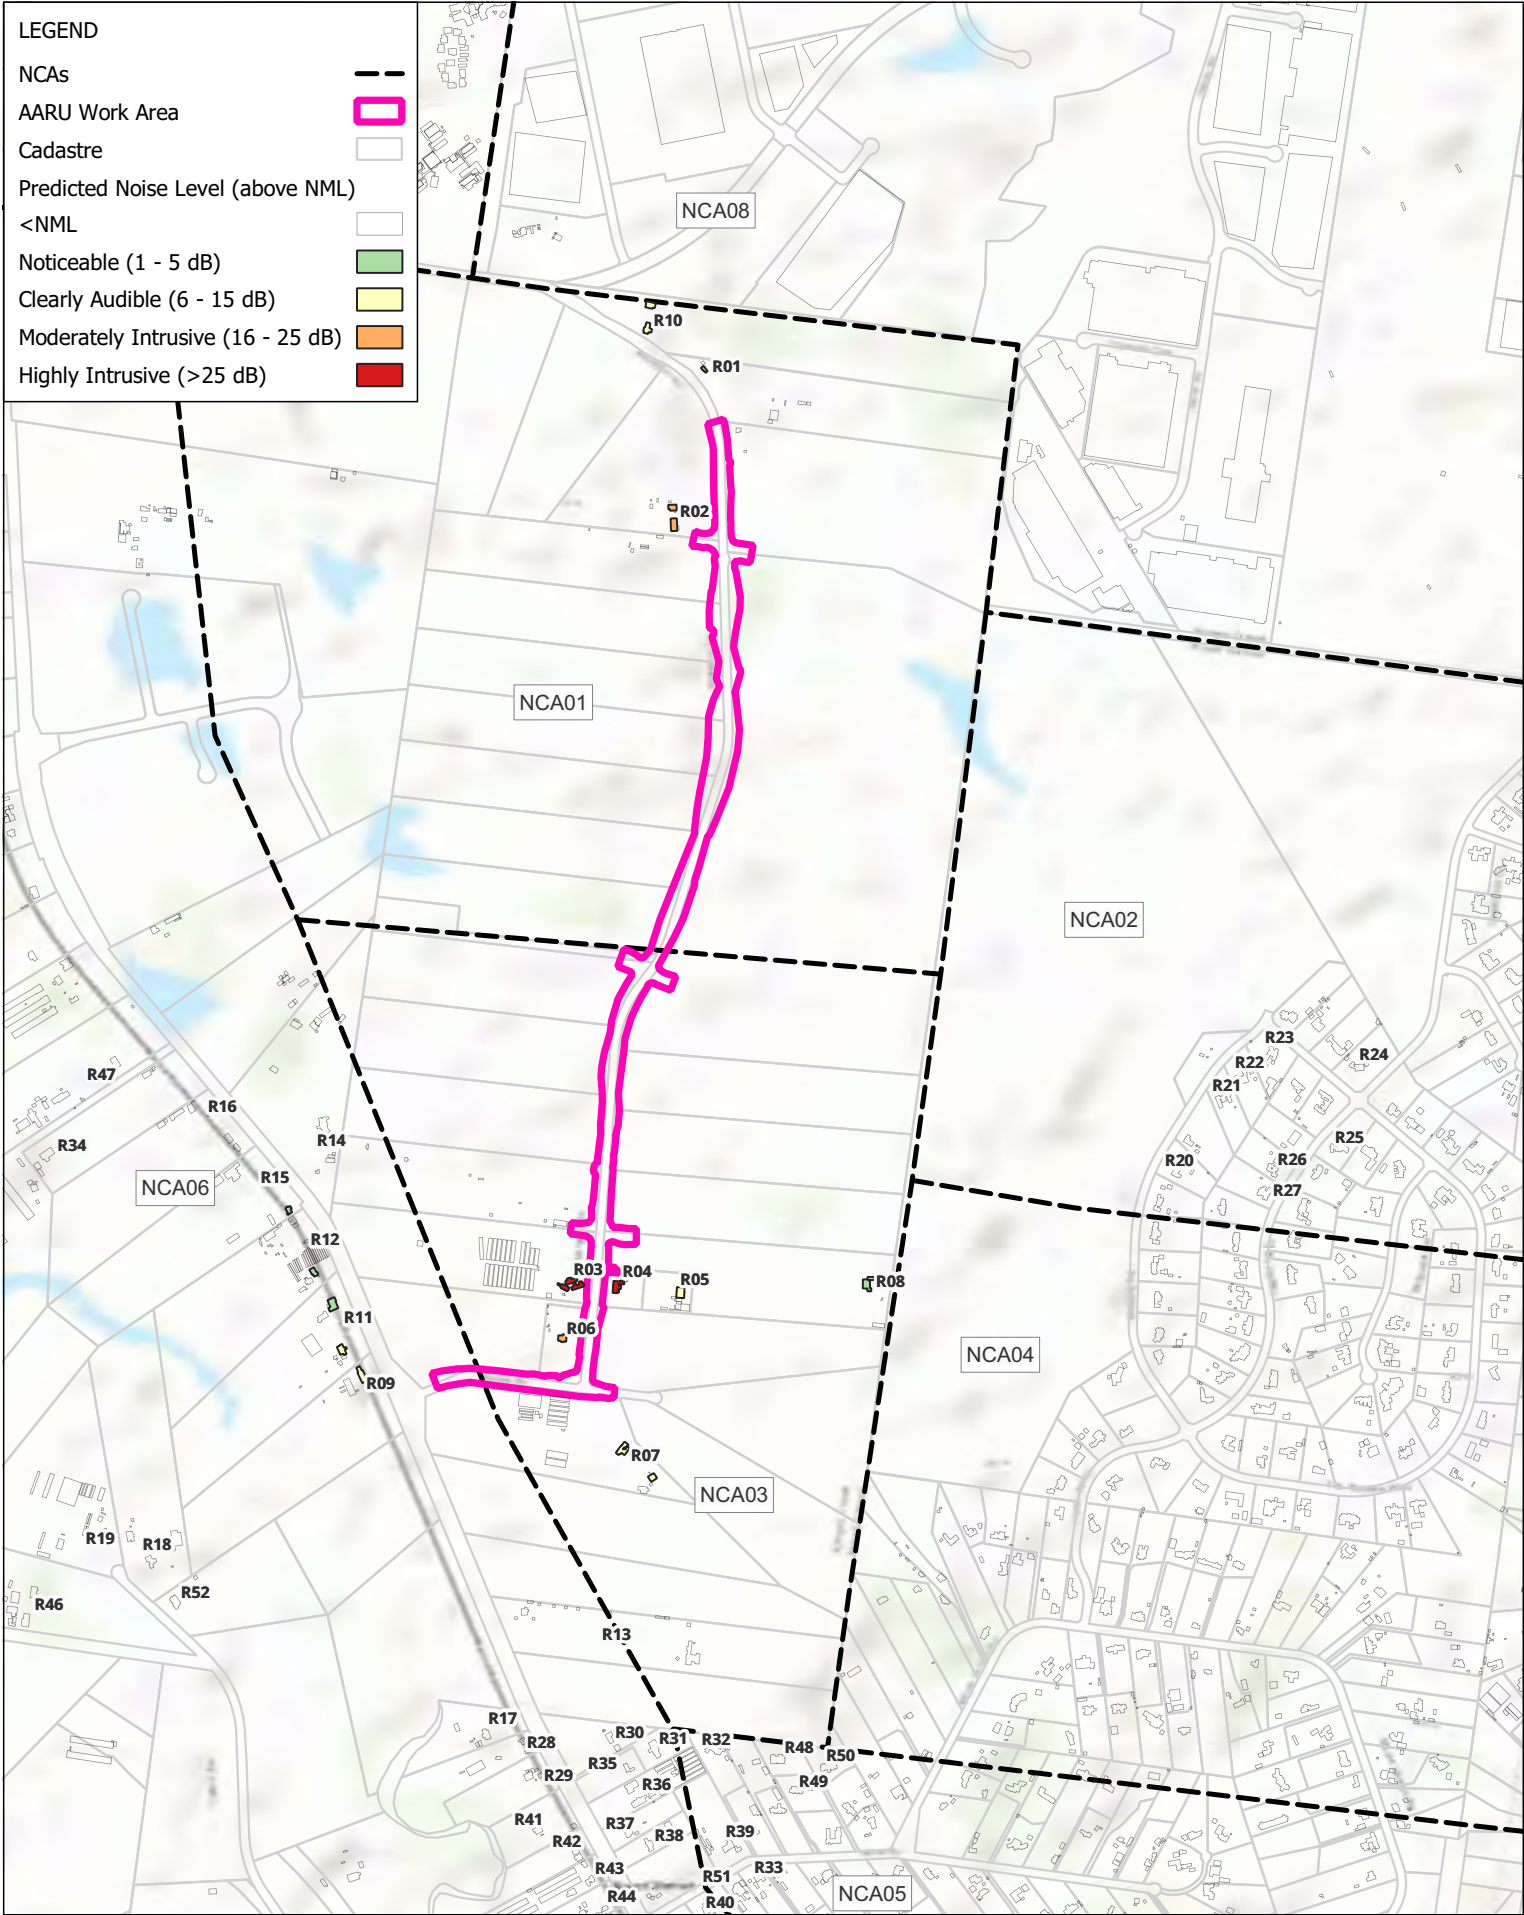 LEGEND
NCAs
AARU Work Area
Cadastre
Predicted Noise Level (above NML)
<NML
Noticeable (1 - 5 dB)
Clearly Audible (6 - 15 dB)
Moderately Intrusive (16 - 25 dB)
Highly Intrusive (>25 dB)
NCA08
R10
R01
R02
NCA01
NCA02
R23
R24
R22
R47
R21
R16
R34
R14
R25
R20
R26
R15
NCA06
R27
R12
R03
R04
R05
R08
R11
R06
NCA04
R09
R07
NCA03
R19
R18
R52
R46
R13
R17
R30
R31
R32
R28
R48
R50
R35
R29
R49
R36
R41
R37
R38
R39
R42
R43
R33
R51
R44
NCA05
R40